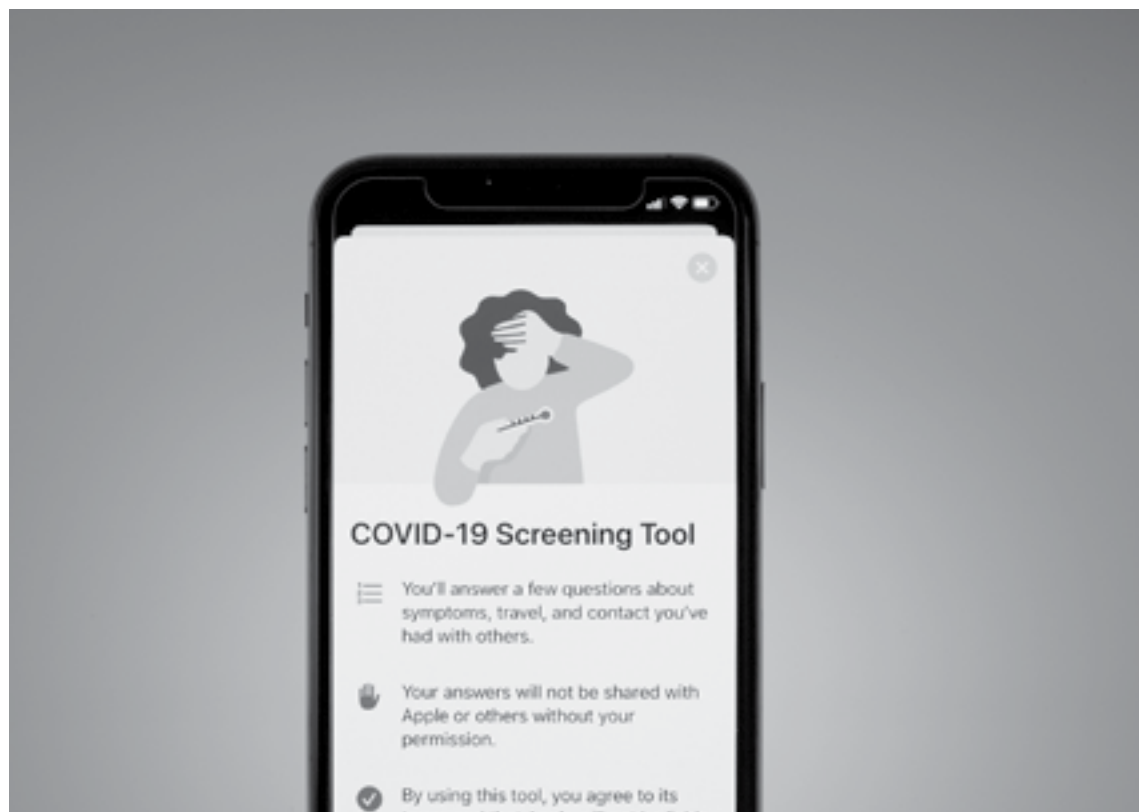 COVID-19 Screening Tool
You'll answer a few questions about
symptoms, travel, and contact you've
had with others.
Your answers will not be shared with
Apple or others without your
permission.
By using this tool, you agree to its